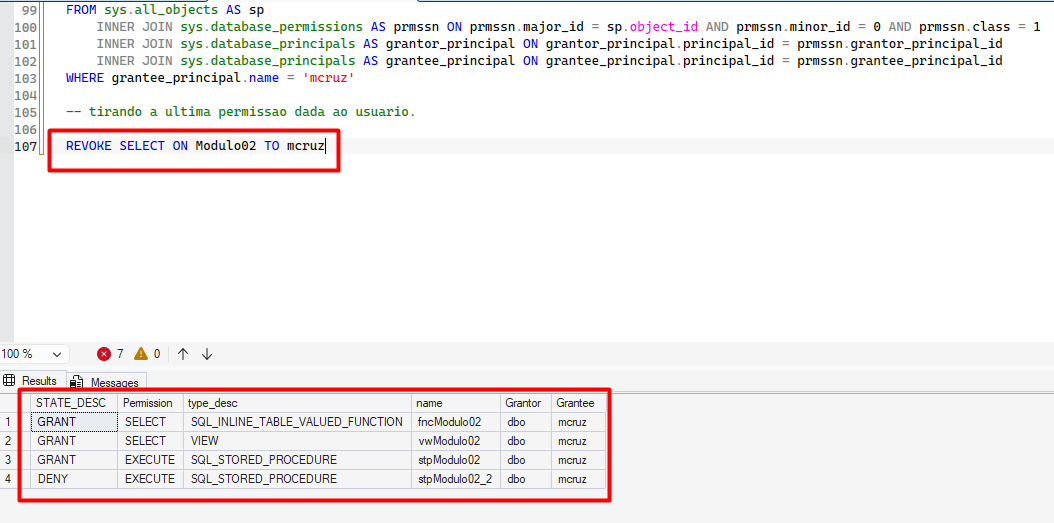 99 FROM sys.all_objects AS sp
100 INNER JOIN sys.database_permissions AS prmssn ON prmssn.major_id = sp.object_id AND prmssn.minor_id = 0 AND prmssn.class = 1
101 INNER JOIN sys.database_principals AS grantor_principal ON grantor_principal.principal_id = prmssn.grantor_principal_id
102 INNER JOIN sys.database_principals AS grantee_principal ON grantee_principal.principal_id = prmssn.grantee_principal_id
103 WHERE grantee_principal.name = 'mcruz'
104
105 -- tirando a ultima permissao dada ao usuario.
106
107 REVOKE SELECT ON Modulo02 TO mcruz
100 % 7 0
Results Messages
STATE_DESC Permission type_desc name Grantor Grantee
1 GRANT SELECT SQL_INLINE_TABLE_VALUED_FUNCTION fncModulo02 dbo mcruz
2 GRANT SELECT VIEW vwModulo02 dbo mcruz
3 GRANT EXECUTE SQL_STORED_PROCEDURE stpModulo02 dbo mcruz
4 DENY EXECUTE SQL_STORED_PROCEDURE stpModulo02_2 dbo mcruz